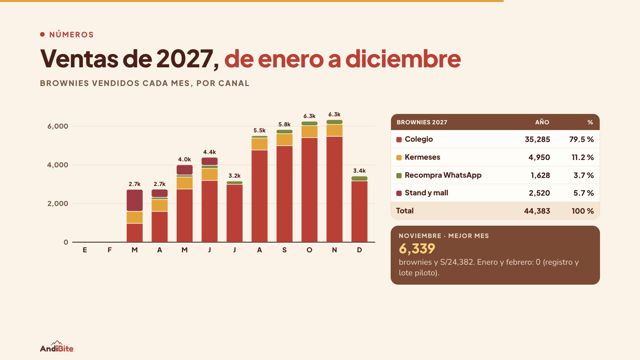 NÚMEROS
Ventas de 2027, de enero a diciembre
BROWNIES VENDIDOS CADA MES, POR CANAL
6,000
4,000
2,000
0
2.7k
2.7k
4.0k
4.4k
3.2k
5.5k
5.8k
6.3k
6.3k
3.4k
E F M A M J J A S O N D
BROWNIES 2027 AÑO %
Colegio 35,285 79.5 %
Kermeses 4,950 11.2 %
Recompra WhatsApp 1,628 3.7 %
Stand y mall 2,520 5.7 %
Total 44,383 100 %
NOVIEMBRE · MEJOR MES
6,339
brownies y S/24,382. Enero y febrero: 0 (registro y
lote piloto).
AndiBite